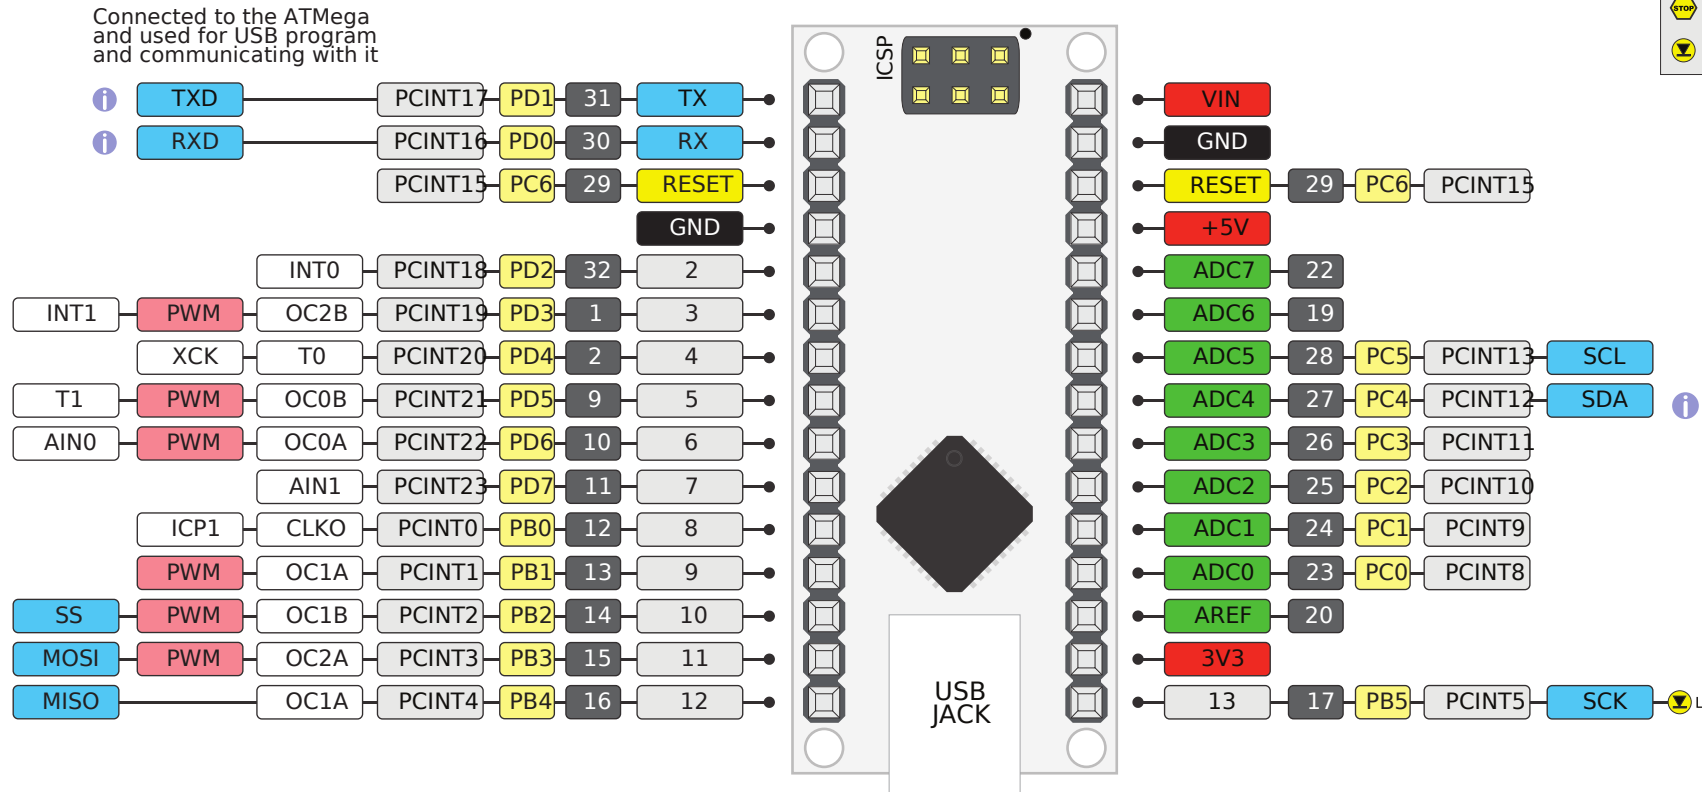 Connected to the ATMega
and used for USB program
and communicating with it
STOP
ICSP
i TXD PCINT17 PD1 31 TX
i RXD PCINT16 PD0 30 RX
PCINT15 PC6 29 RESET
GND
INT0 PCINT18 PD2 32 2
INT1 PWM OC2B PCINT19 PD3 1 3
XCK T0 PCINT20 PD4 2 4
T1 PWM OC0B PCINT21 PD5 9 5
AIN0 PWM OC0A PCINT22 PD6 10 6
AIN1 PCINT23 PD7 11 7
ICP1 CLKO PCINT0 PB0 12 8
PWM OC1A PCINT1 PB1 13 9
SS PWM OC1B PCINT2 PB2 14 10
MOSI PWM OC2A PCINT3 PB3 15 11
MISO OC1A PCINT4 PB4 16 12
USB
JACK
VIN
GND
RESET 29 PC6 PCINT15
+5V
ADC7 22
ADC6 19
ADC5 28 PC5 PCINT13 SCL
ADC4 27 PC4 PCINT12 SDA i
ADC3 26 PC3 PCINT11
ADC2 25 PC2 PCINT10
ADC1 24 PC1 PCINT9
ADC0 23 PC0 PCINT8
AREF 20
3V3
13 17 PB5 PCINT5 SCK L